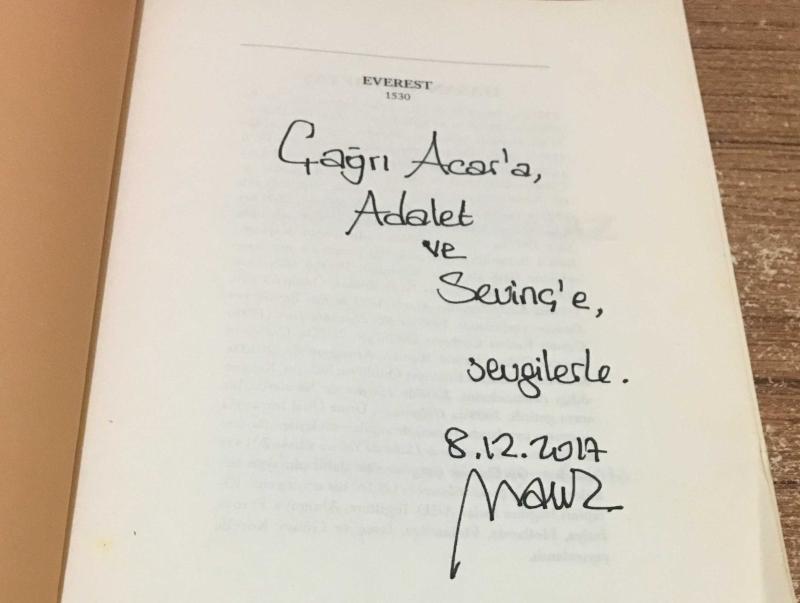 EVEREST
1530
Çağrı Acar'a,
Adalet
ve
Sevinç'e,
sevgilerle.
8.12.2017